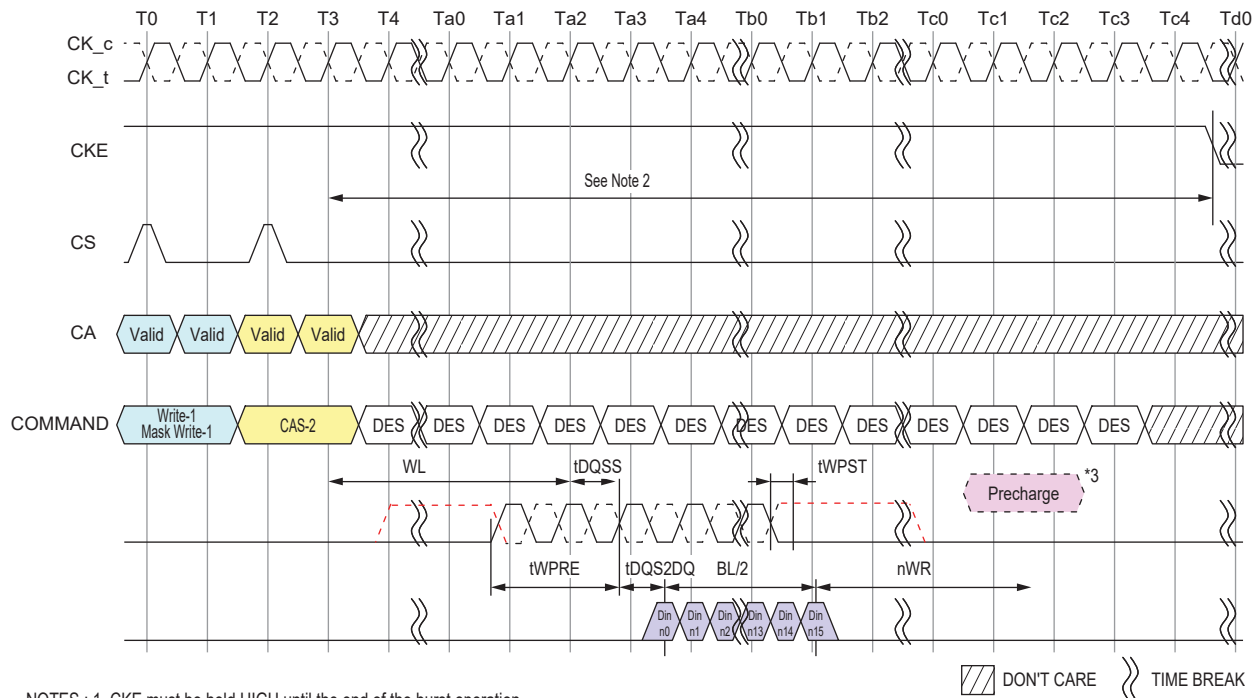 T0 T1 T2 T3 T4 Ta0 Ta1 Ta2 Ta3 Ta4 Tb0 Tb1 Tb2 Tc0 Tc1 Tc2 Tc3 Tc4 Td0
CK_c
CK_t
CKE
See Note 2
CS
CA Valid Valid Valid Valid
COMMAND Write-1 Mask Write-1 CAS-2 DES DES DES DES DES DES DES DES DES DES DES DES DES
WL tDQSS tWPST
Precharge *3
tWPRE tDQS2DQ BL/2 nWR
Din n0 Din n1 Din n2 Din n13 Din n14 Din n15
DON'T CARE TIME BREAK
NOTES : 1. CKE must be held HIGH until the end of the burst operation.